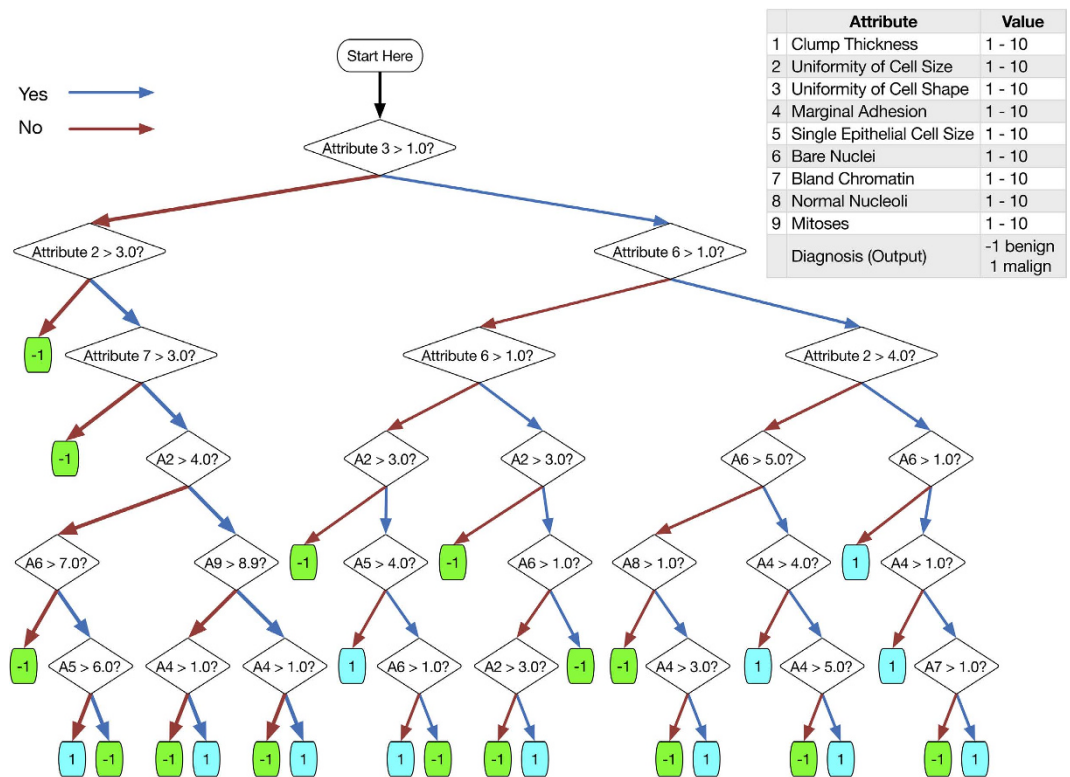 Attribute Value
1 Clump Thickness 1 - 10
2 Uniformity of Cell Size 1 - 10
3 Uniformity of Cell Shape 1 - 10
4 Marginal Adhesion 1 - 10
5 Single Epithelial Cell Size 1 - 10
6 Bare Nuclei 1 - 10
7 Bland Chromatin 1 - 10
8 Normal Nucleoli 1 - 10
9 Mitoses 1 - 10
Diagnosis (Output) -1 benign
1 malign
Start Here
Yes
No
Attribute 3 > 1.0?
Attribute 2 > 3.0? Attribute 6 > 1.0?
-1 Attribute 7 > 3.0? Attribute 6 > 1.0? Attribute 2 > 4.0?
-1 A2 > 4.0? A2 > 3.0? A2 > 3.0? A6 > 5.0? A6 > 1.0?
A6 > 7.0? A9 > 8.9? -1 A5 > 4.0? -1 A6 > 1.0? A8 > 1.0? A4 > 4.0? 1 A4 > 1.0?
-1 A5 > 6.0? A4 > 1.0? A4 > 1.0? 1 A6 > 1.0? A2 > 3.0? -1 -1 A4 > 3.0? 1 A4 > 5.0? 1 A7 > 1.0?
1 -1 -1 1 -1 1 1 -1 -1 1 -1 1 -1 1 -1 1